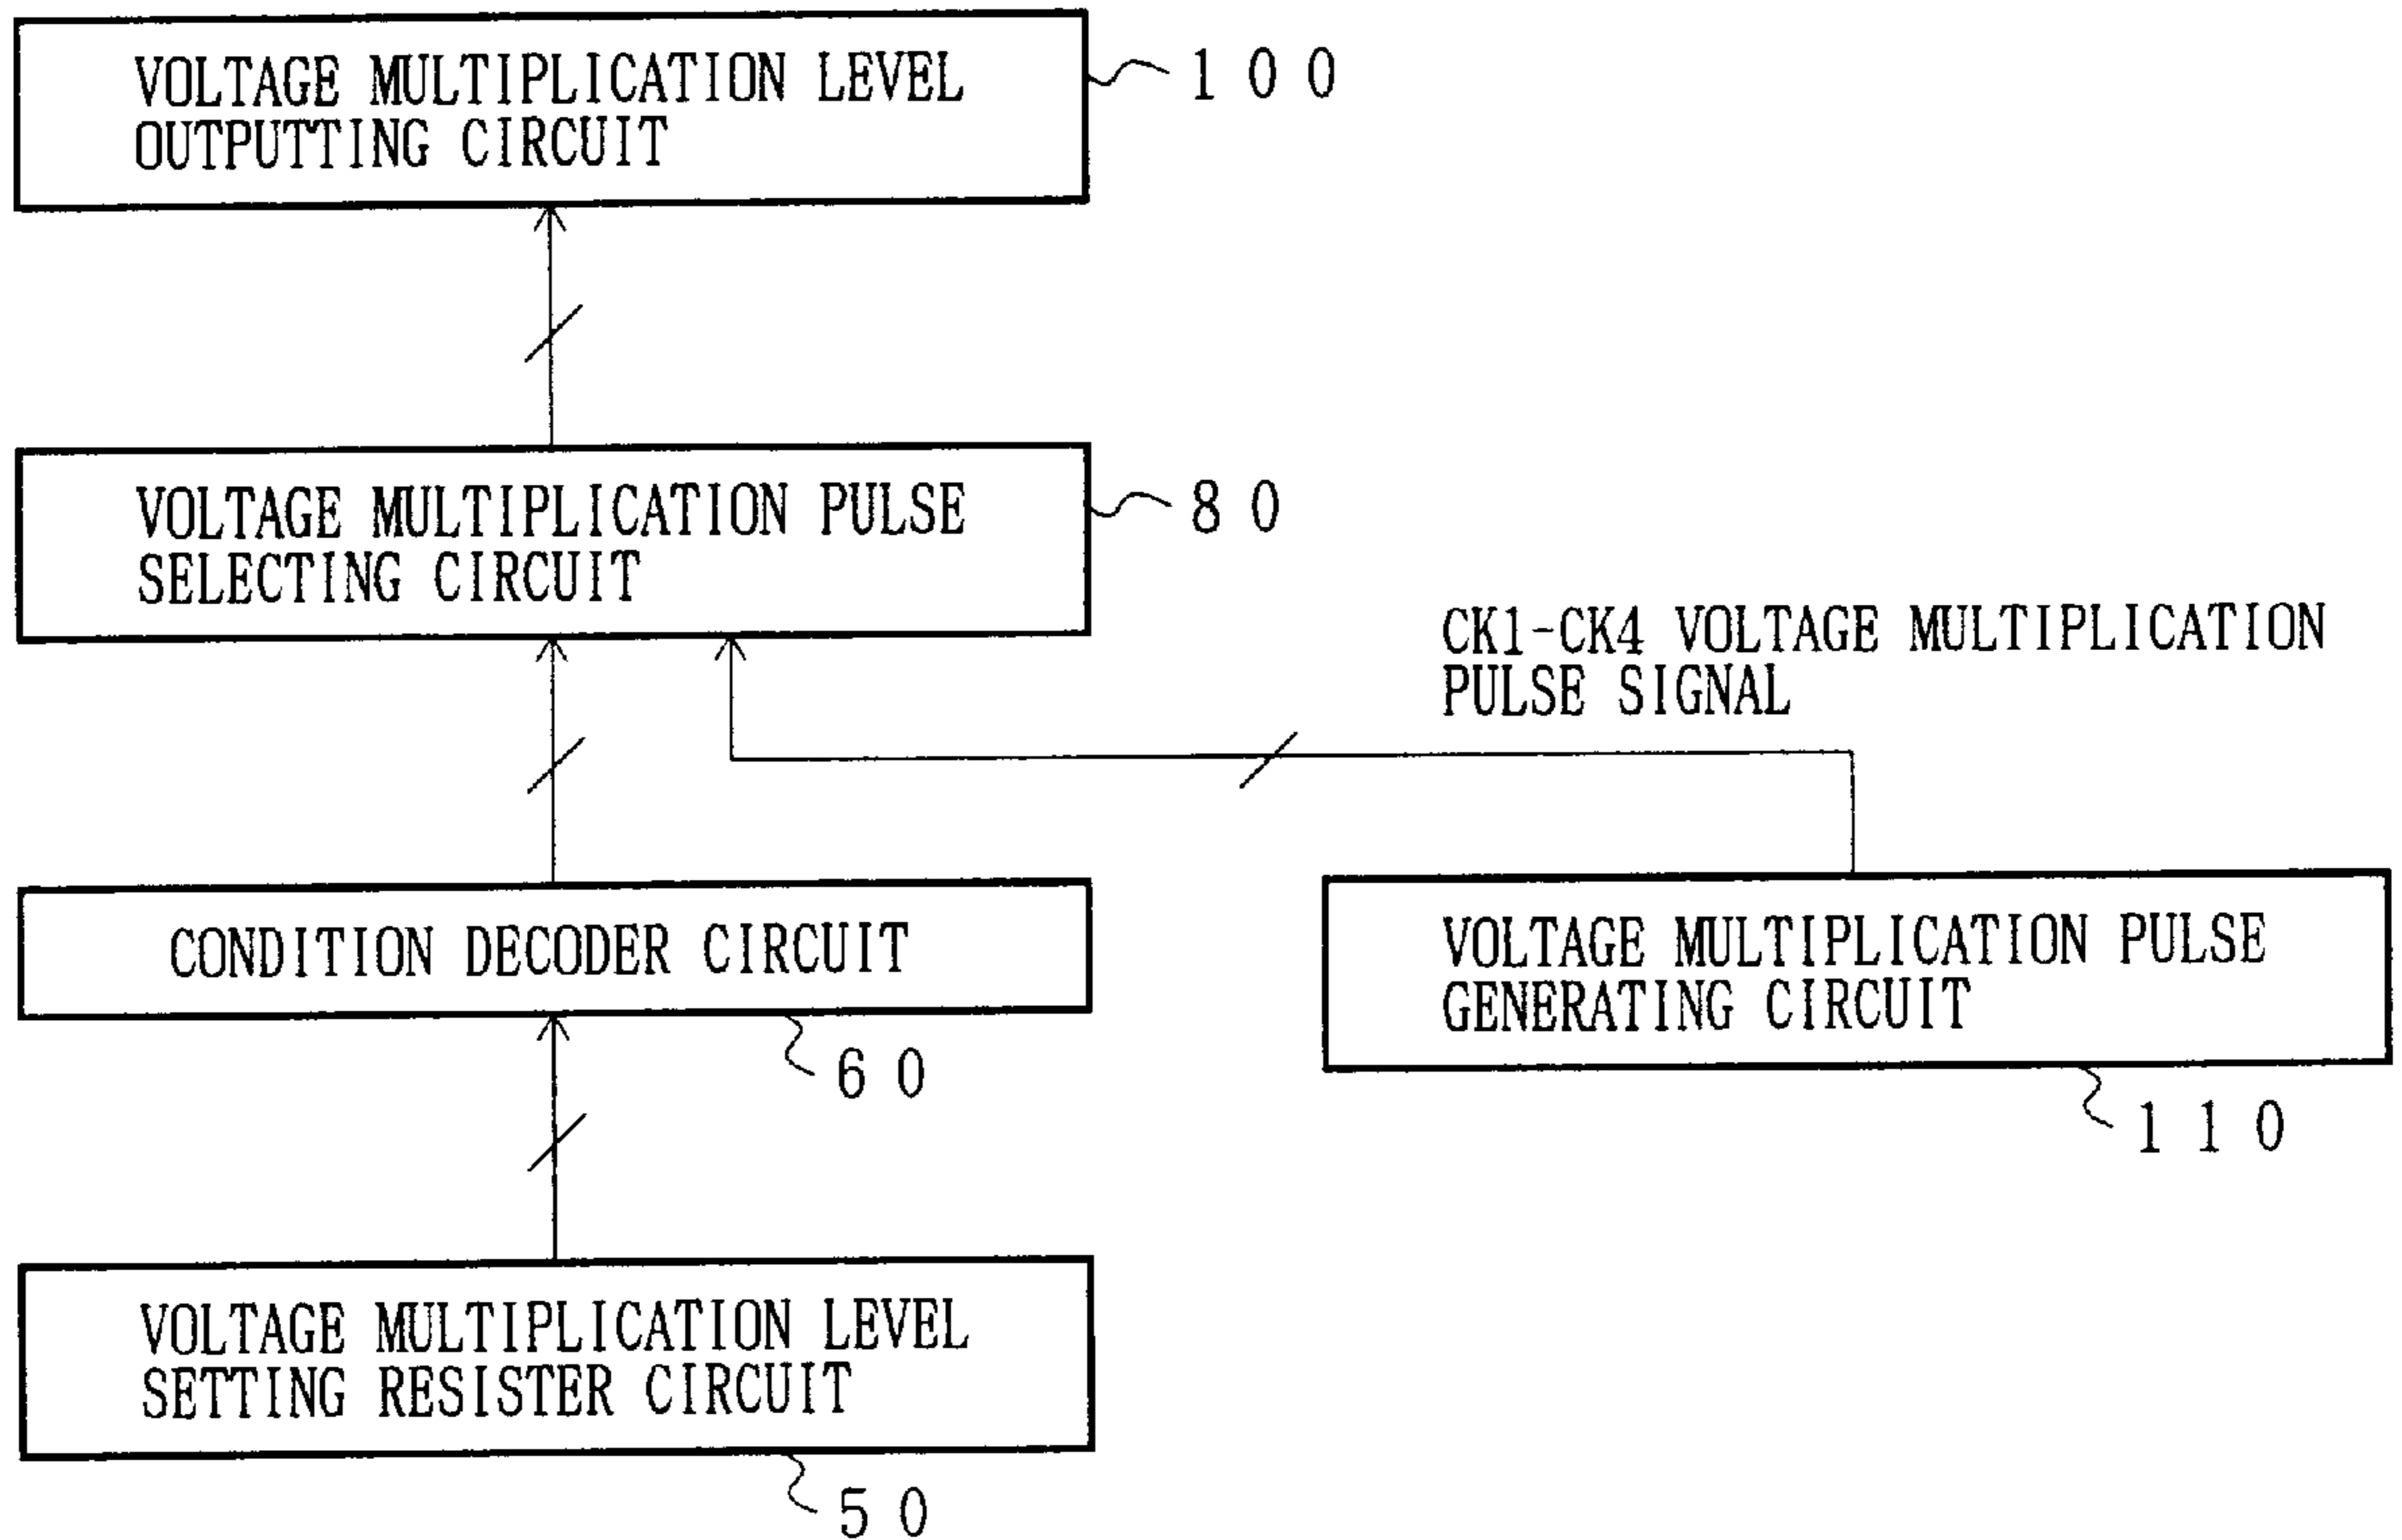 VOLTAGE MULTIPLICATION LEVEL
OUTPUTTING CIRCUIT
100
VOLTAGE MULTIPLICATION PULSE
SELECTING CIRCUIT
80
CK1-CK4 VOLTAGE MULTIPLICATION
PULSE SIGNAL
CONDITION DECODER CIRCUIT
60
VOLTAGE MULTIPLICATION PULSE
GENERATING CIRCUIT
110
VOLTAGE MULTIPLICATION LEVEL
SETTING RESISTER CIRCUIT
50